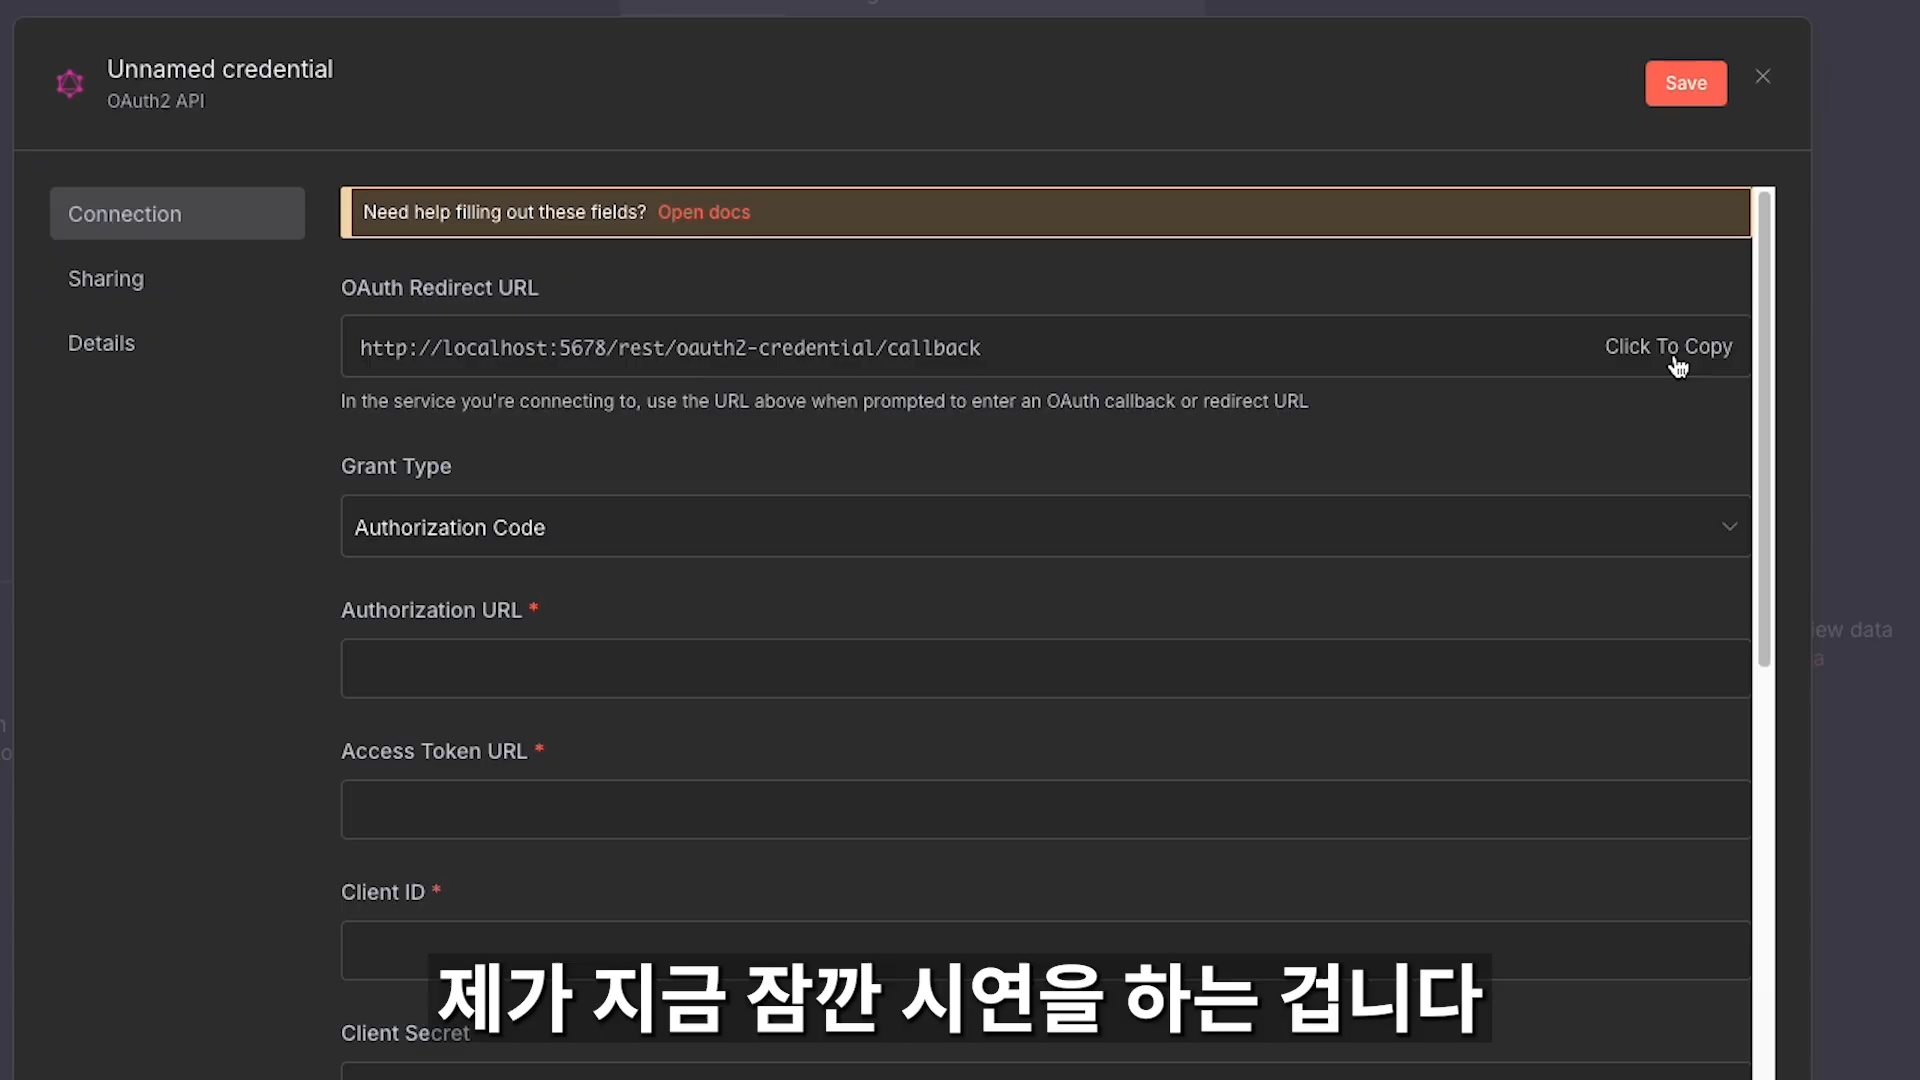 Unnamed credential
OAuth2 API
Save
Connection
Sharing
Details
Need help filling out these fields? Open docs
OAuth Redirect URL
http://localhost:5678/rest/oauth2-credential/callback
Click To Copy
In the service you're connecting to, use the URL above when prompted to enter an OAuth callback or redirect URL
Grant Type
Authorization Code
Authorization URL *
Access Token URL *
Client ID *
Client Secret
제가 지금 잠깐 시연을 하는 겁니다
data